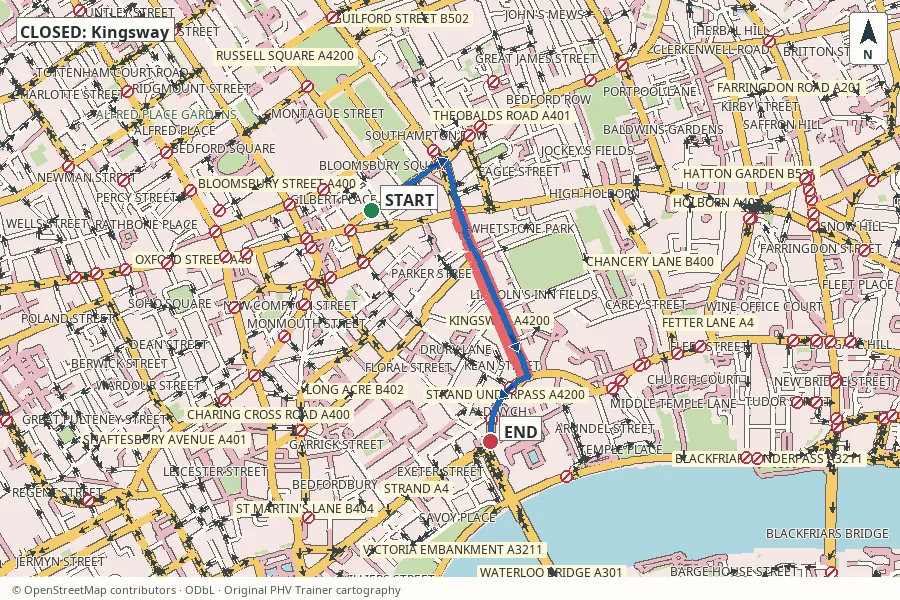 UNTLEY STREET
GUILFORD STREET B502
JOHN'S MEWS
CLOSED: Kingsway
STREET
HERBAL HILL
N
RUSSELL SQUARE A4200
GREAT JAMES STREET
CLERKENWELL ROAD
BRITTON ST
TOTTENHAM COURT ROAD
RIDGMOUNT STREET
PORTPOOL LANE
FARRINGDON ROAD A201
BEDFORD ROW
KIRBY STREET
ALFRED PLACE GARDENS
MONTAGUE STREET
THEOBALDS ROAD A401
SAFFRON HILL
ALFRED PLACE
SOUTHAMPTON ROW
BALDWINS GARDENS
BEDFORD SQUARE
JOCKEY'S FIELDS
BLOOMSBURY SQU
EAGLE STREET
NEWMAN STREET
BLOOMSBURY STREET A400
HATTON GARDEN B5
PERCY STREET
GILBERT PLACE
START
HIGH HOLBORN
HOLBORN A40
WELLS STREET
RATHBONE PLACE
WHETSTONE PARK
SNOW HILL
FARRINGDON STREET
OXFORD STREET A40
PARKER STREET
CHANCERY LANE B400
FLEET PLACE
SOHO SQUARE
LINCOLN'S INN FIELDS
CAREY STREET
WINE OFFICE COURT
POLAND STREET
MONMOUTH STREET
KINGSWAY A4200
FETTER LANE A4
DEAN STREET
DRURY LANE
FLEET STREET
HILL
BERWICK STREET
FLORAL STREET
KEAN STREET
WARDOUR STREET
LONG ACRE B402
STRAND UNDERPASS A4200
CHURCH COURT
NEW BRIDGE STREET
GREAT PULTENEY STREET
CHARING CROSS ROAD A400
ALDWYCH
MIDDLE TEMPLE LANE
TUDOR STREET
SHAFTESBURY AVENUE A401
GARRICK STREET
END
ARUNDEL STREET
TEMPLE PLACE
LEICESTER STREET
EXETER STREET
BLACKFRIARS UNDERPASS A3211
REGENT STREET
BEDFORDBURY
STRAND A4
ST MARTIN'S LANE B404
SAVOY PLACE
BLACKFRIARS BRIDGE
JERMYN STREET
VICTORIA EMBANKMENT A3211
WATERLOO BRIDGE A301
BARGE HOUSE STREET
© OpenStreetMap contributors · ODbL · Original PHV Trainer cartography